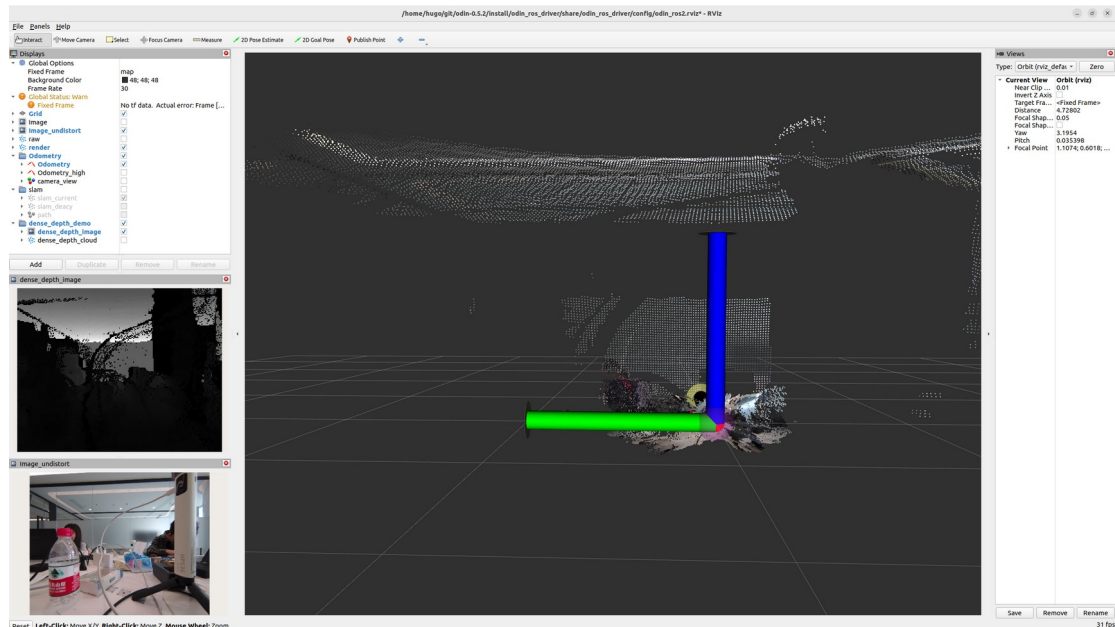 /home/hugo/git/odin-0.5.2/install/odin_ros_driver/share/odin_ros_driver/config/odin_ros2.rviz* - RViz
File Panels Help
Interact Move Camera Select Focus Camera Measure 2D Pose Estimate 2D Goal Pose Publish Point
Displays
Global Options
Fixed Frame map
Background Color 48; 48; 48
Frame Rate 30
Global Status: Warn
Fixed Frame No tf data. Actual error: Frame [...
Grid
Image
Image_undistort
raw
render
Odometry
Odometry
Odometry_high
camera_view
slam
slam_current
slam_deacy
path
dense_depth_demo
dense_depth_image
dense_depth_cloud
Add Duplicate Remove Rename
dense_depth_image
Image_undistort
Reset Left-Click: Move X/Y. Right-Click: Move Z. Mouse Wheel: Zoom.
Views
Type: Orbit (rviz_defau Zero
Current View Orbit (rviz)
Near Clip ... 0.01
Invert Z Axis
Target Fra... <Fixed Frame>
Distance 4.72802
Focal Shap... 0.05
Focal Shap...
Yaw 3.1954
Pitch 0.035398
Focal Point 1.1074; 0.6018; ...
Save Remove Rename
31 fps